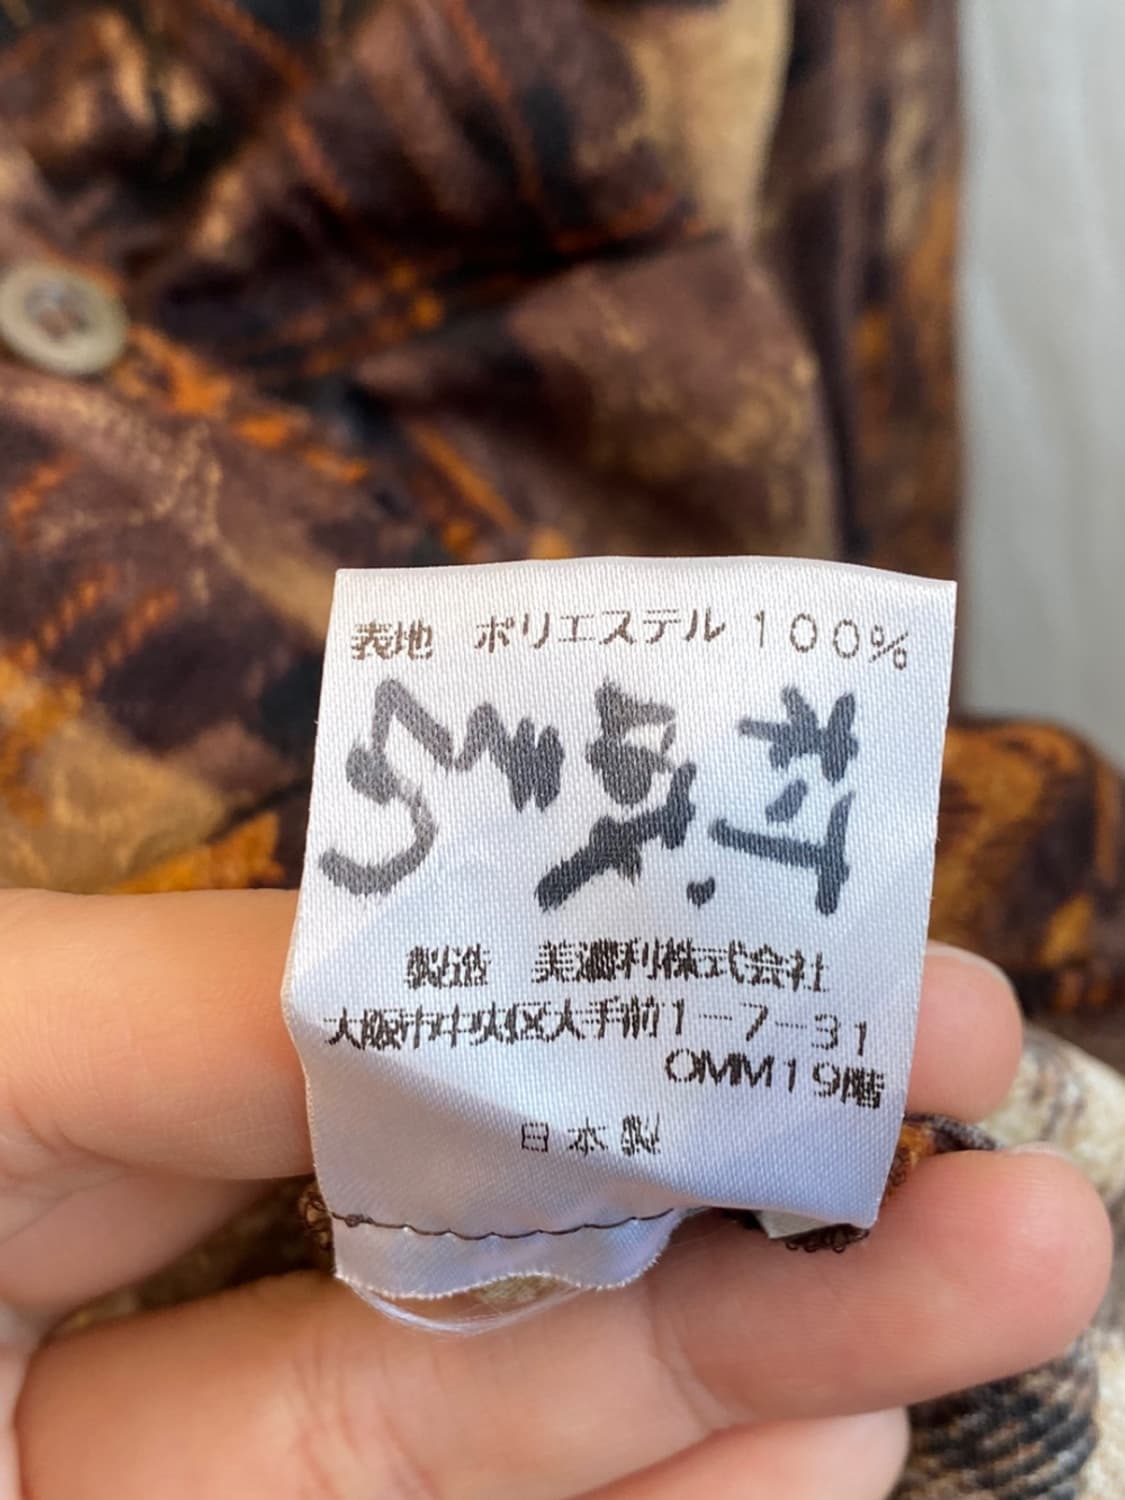 表地 ポリエステル 100%
製造 美濃利株式会社
大阪市中央区大手前1-7-31
OMM19階
日本製